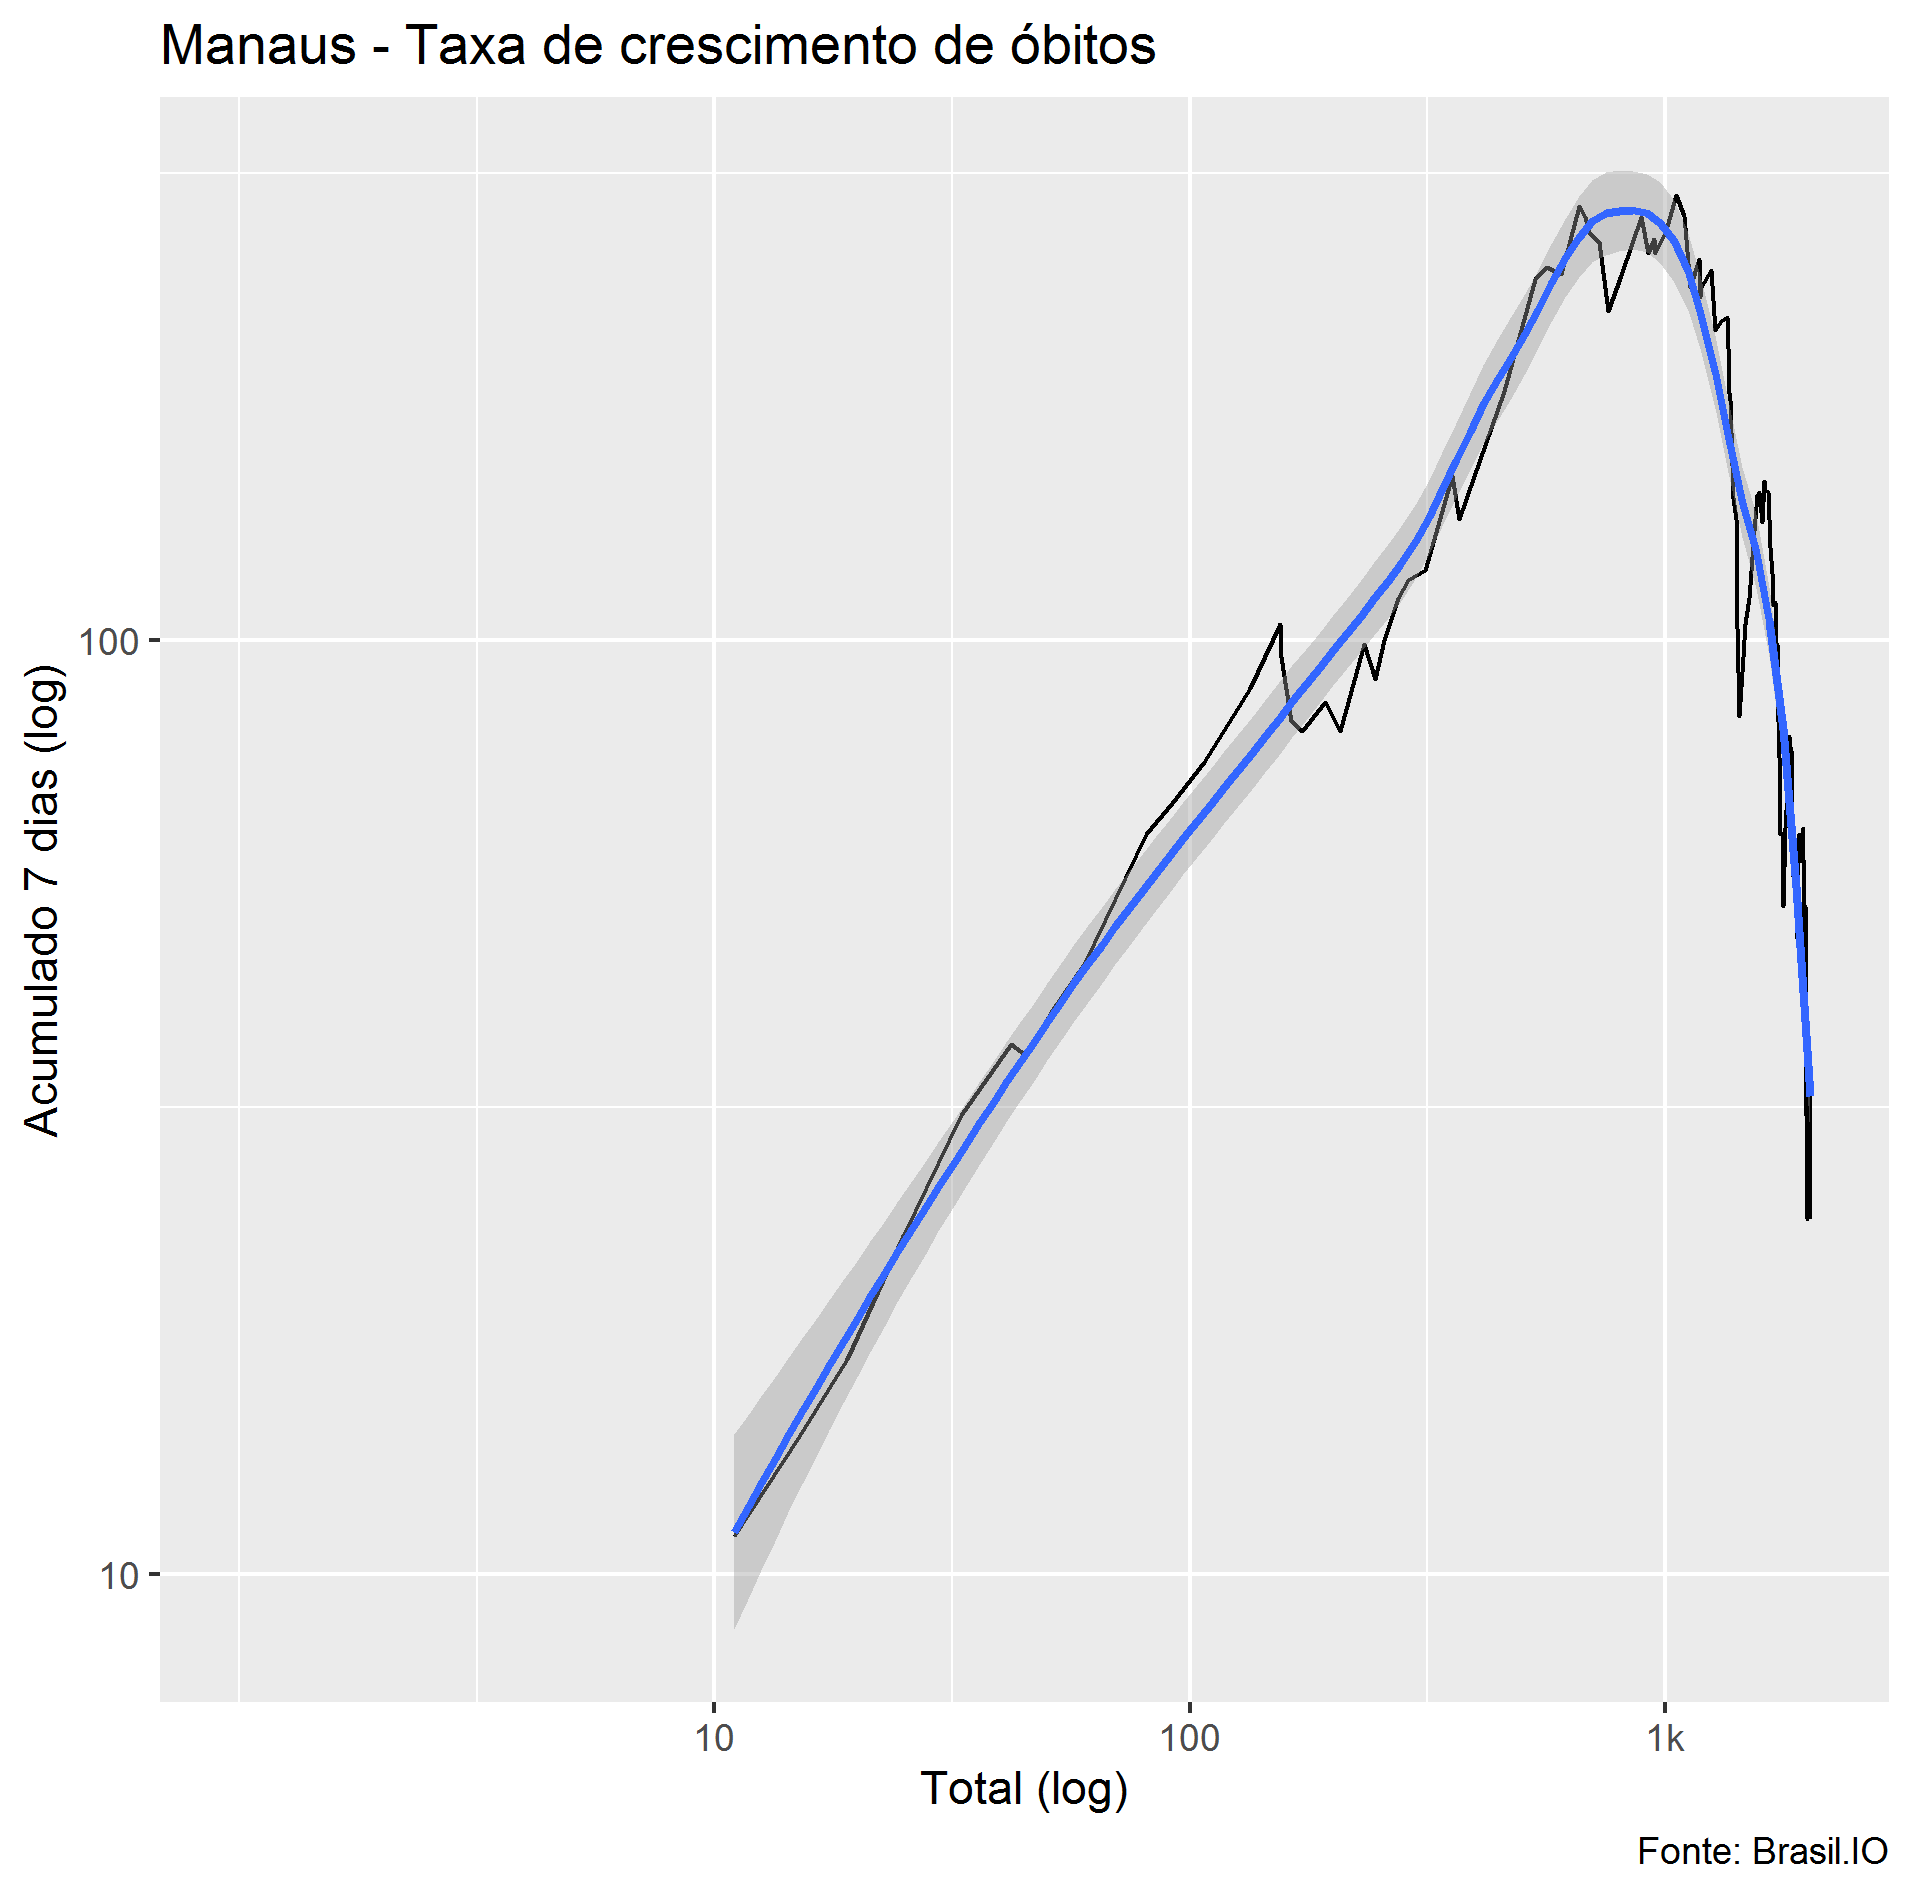 Manaus - Taxa de crescimento de óbitos
Acumulado 7 dias (log)
100
10
10 100 1k
Total (log)
Fonte: Brasil.IO